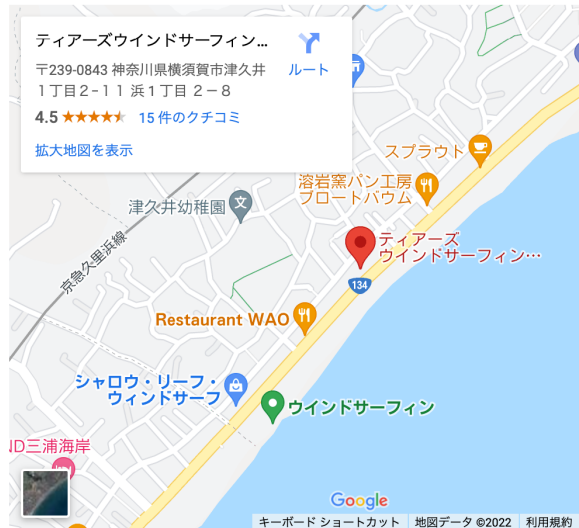 ティアーズウインドサーフィン...
〒239-0843 神奈川県横須賀市津久井
1丁目2-11 浜1丁目 2-8
ルート
4.5 ★★★★★ 15 件のクチコミ
拡大地図を表示
スプラウト
溶岩窯パン工房
ブロートバウム
津久井幼稚園
文
ティアーズ
ウインドサーフィン…
京急久里浜線
134
Restaurant WAO
シャロウ・リーフ・
ウィンドサーフ
ウインドサーフィン
ND三浦海岸
Google
キーボード ショートカット
地図データ ©2022
利用規約